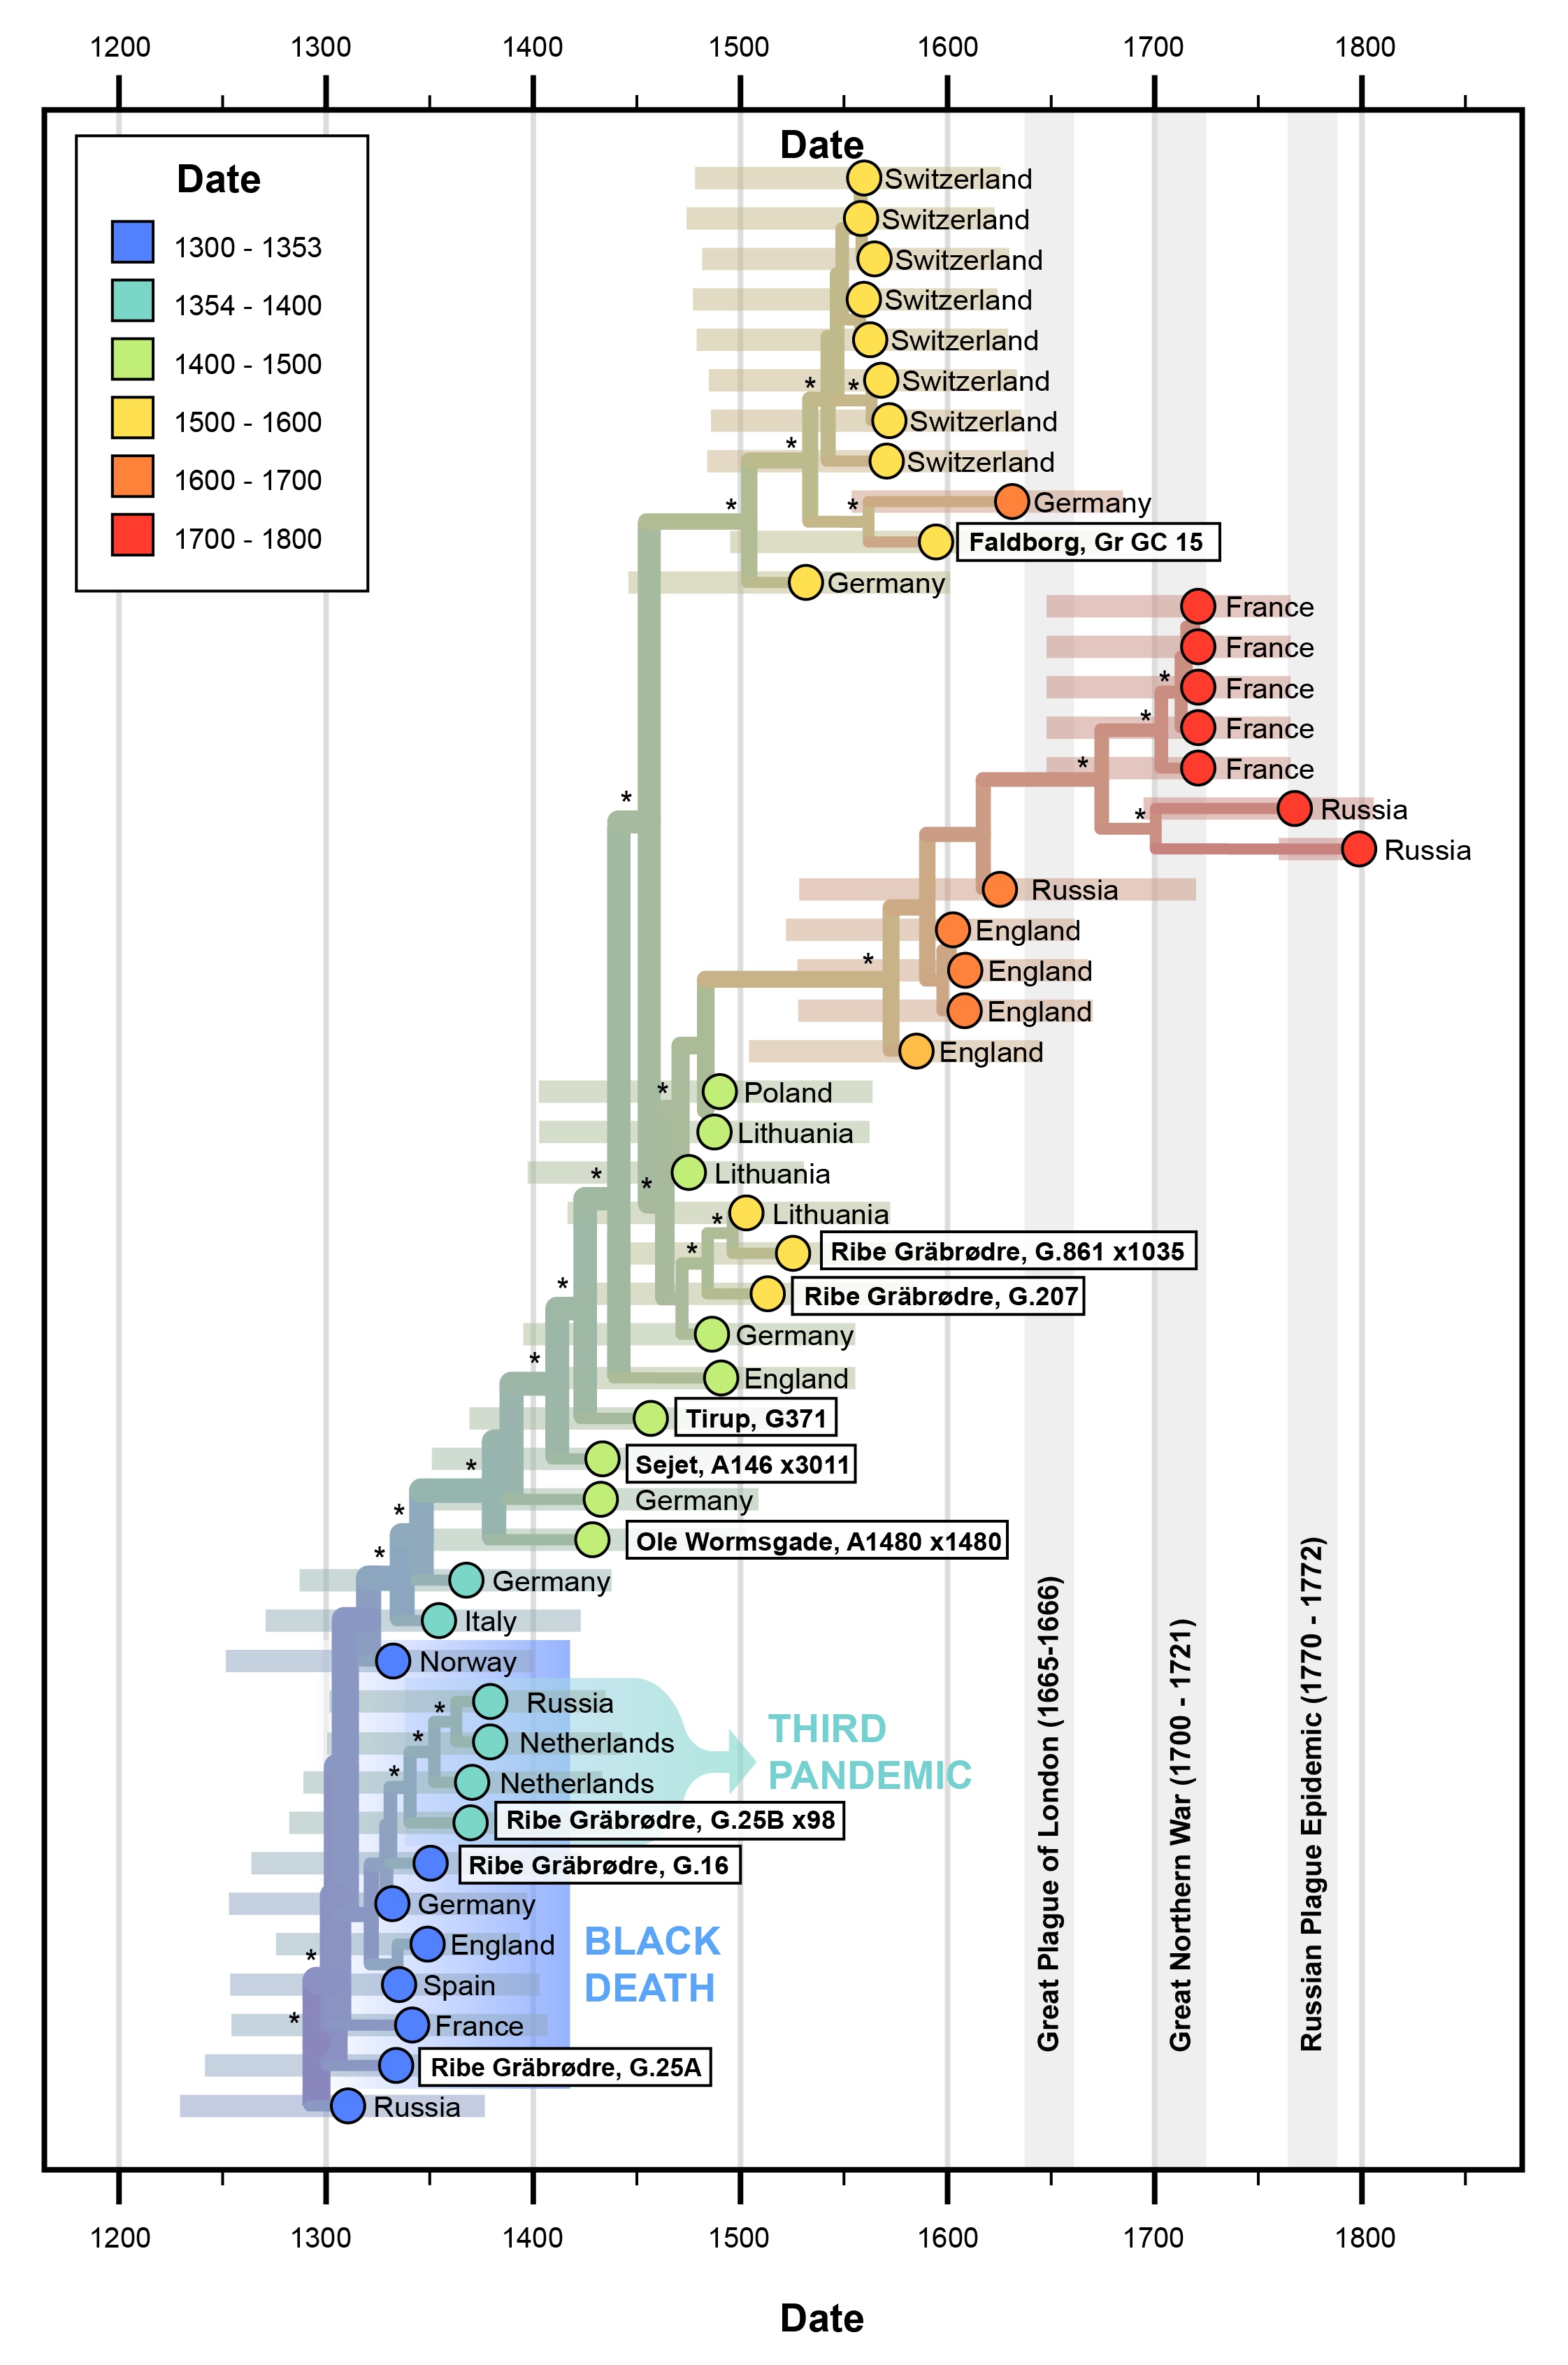 1200 1300 1400 1500 1600 1700 1800
Date
Date
1300 - 1353
1354 - 1400
1400 - 1500
1500 - 1600
1600 - 1700
1700 - 1800
Switzerland
Switzerland
Switzerland
Switzerland
Switzerland
* * Switzerland
Switzerland
* Switzerland
* * Germany
Faldborg, Gr GC 15
Germany
France
France
* France
* France
* France
* * Russia
Russia
Russia
England
* England
England
England
* Poland
Lithuania
* * Lithuania
* Lithuania
* Ribe Gräbrødre, G.861 x1035
* Ribe Gräbrødre, G.207
Germany
* England
Tirup, G371
* Sejet, A146 x3011
Germany
* Ole Wormsgade, A1480 x1480
* Germany
Italy
Norway
* Russia
* Netherlands
* Netherlands
THIRD
PANDEMIC
Ribe Gräbrødre, G.25B x98
Ribe Gräbrødre, G.16
Germany
* England
Spain
BLACK
DEATH
* France
Ribe Gräbrødre, G.25A
Russia
Great Plague of London (1665-1666)
Great Northern War (1700 - 1721)
Russian Plague Epidemic (1770 - 1772)
1200 1300 1400 1500 1600 1700 1800
Date